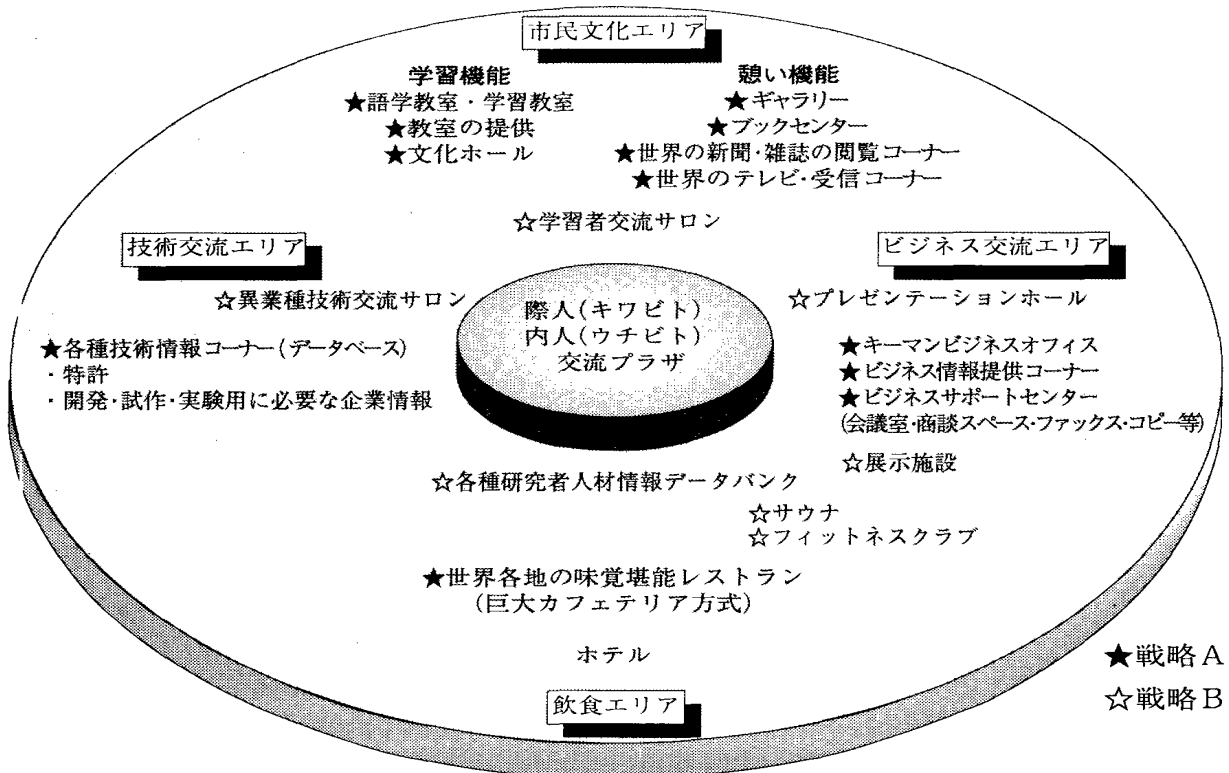 市民文化エリア
学習機能
★語学教室・学習教室
★教室の提供
★文化ホール
憩い機能
★ギャラリー
★ブックセンター
★世界の新聞・雑誌の閲覧コーナー
★世界のテレビ・受信コーナー
☆学習者交流サロン
技術交流エリア
☆異業種技術交流サロン
★各種技術情報コーナー(データベース)
・特許
・開発・試作・実験用に必要な企業情報
際人(キワビト)
内人(ウチビト)
交流プラザ
ビジネス交流エリア
☆プレゼンテーションホール
★キーマンビジネスオフィス
★ビジネス情報提供コーナー
★ビジネスサポートセンター
(会議室・商談スペース・ファックス・コピー等)
☆展示施設
☆各種研究者人材情報データバンク
☆サウナ
☆フィットネスクラブ
★世界各地の味覚堪能レストラン
(巨大カフェテリア方式)
ホテル
飲食エリア
★戦略A
☆戦略B